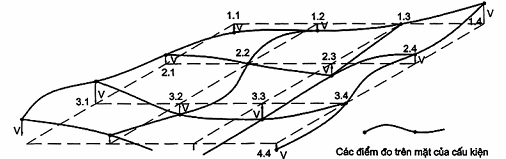 1.1
1.2
1.3
1.4
V
V
2.2
2.4
2.1
2.3
V
V
V
V
3.1
3.2
3.3
3.4
V
V
V
V
4.4
V
Các điểm đo trên mặt của cấu kiện